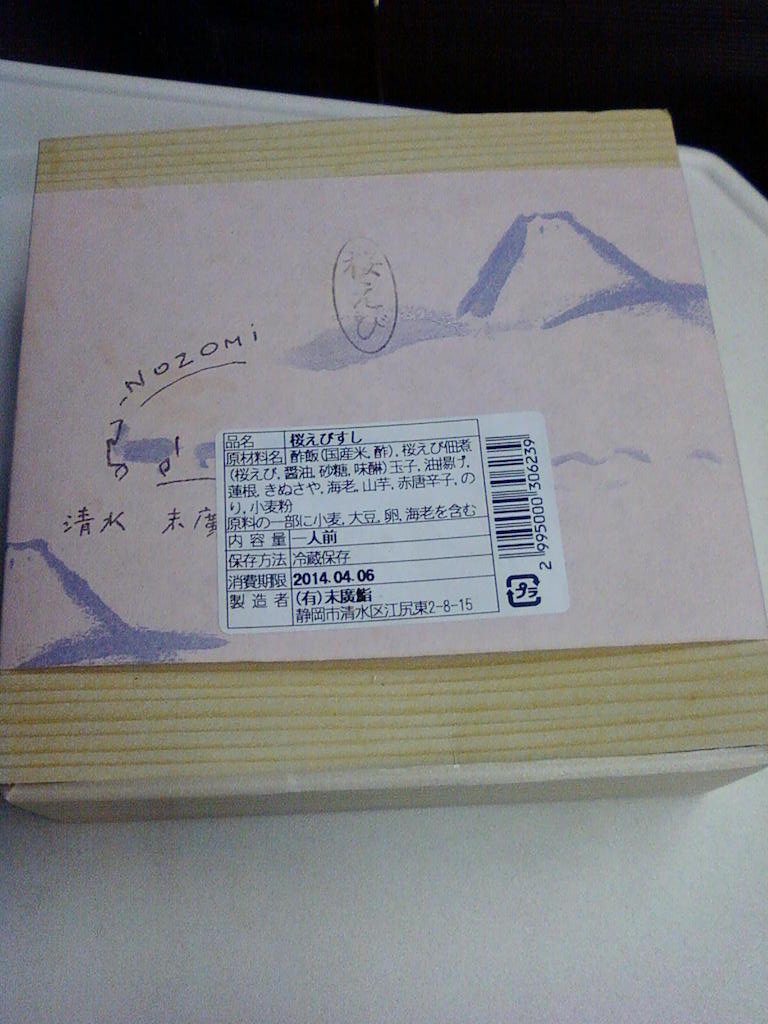 桜えび
NOZOMi
清水 末廣
品名 桜えびすし
原材料名 酢飯(国産米、酢)、桜えび佃煮
(桜えび、醤油、砂糖、味醂)玉子、油揚げ、
蓮根、きぬさや、海老、山芋、赤唐辛子、の
り、小麦粉
原料の一部に小麦、大豆、卵、海老を含む
内容量 一人前
保存方法 冷蔵保存
消費期限 2014.04.06
製造者 (有)末廣鮨
静岡市清水区江尻東2-8-15
2 995000 306239
プラ